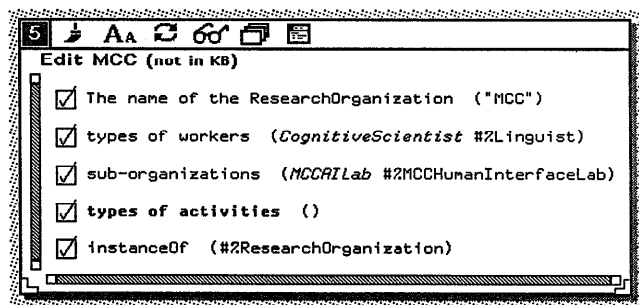 5 AA
Edit MCC (not in KB)
The name of the ResearchOrganization ("MCC")
types of workers (CognitiveScientist #%Linguist)
sub-organizations (MCCAILab #%MCCHumanInterfaceLab)
types of activities ()
instanceOf (#%ResearchOrganization)